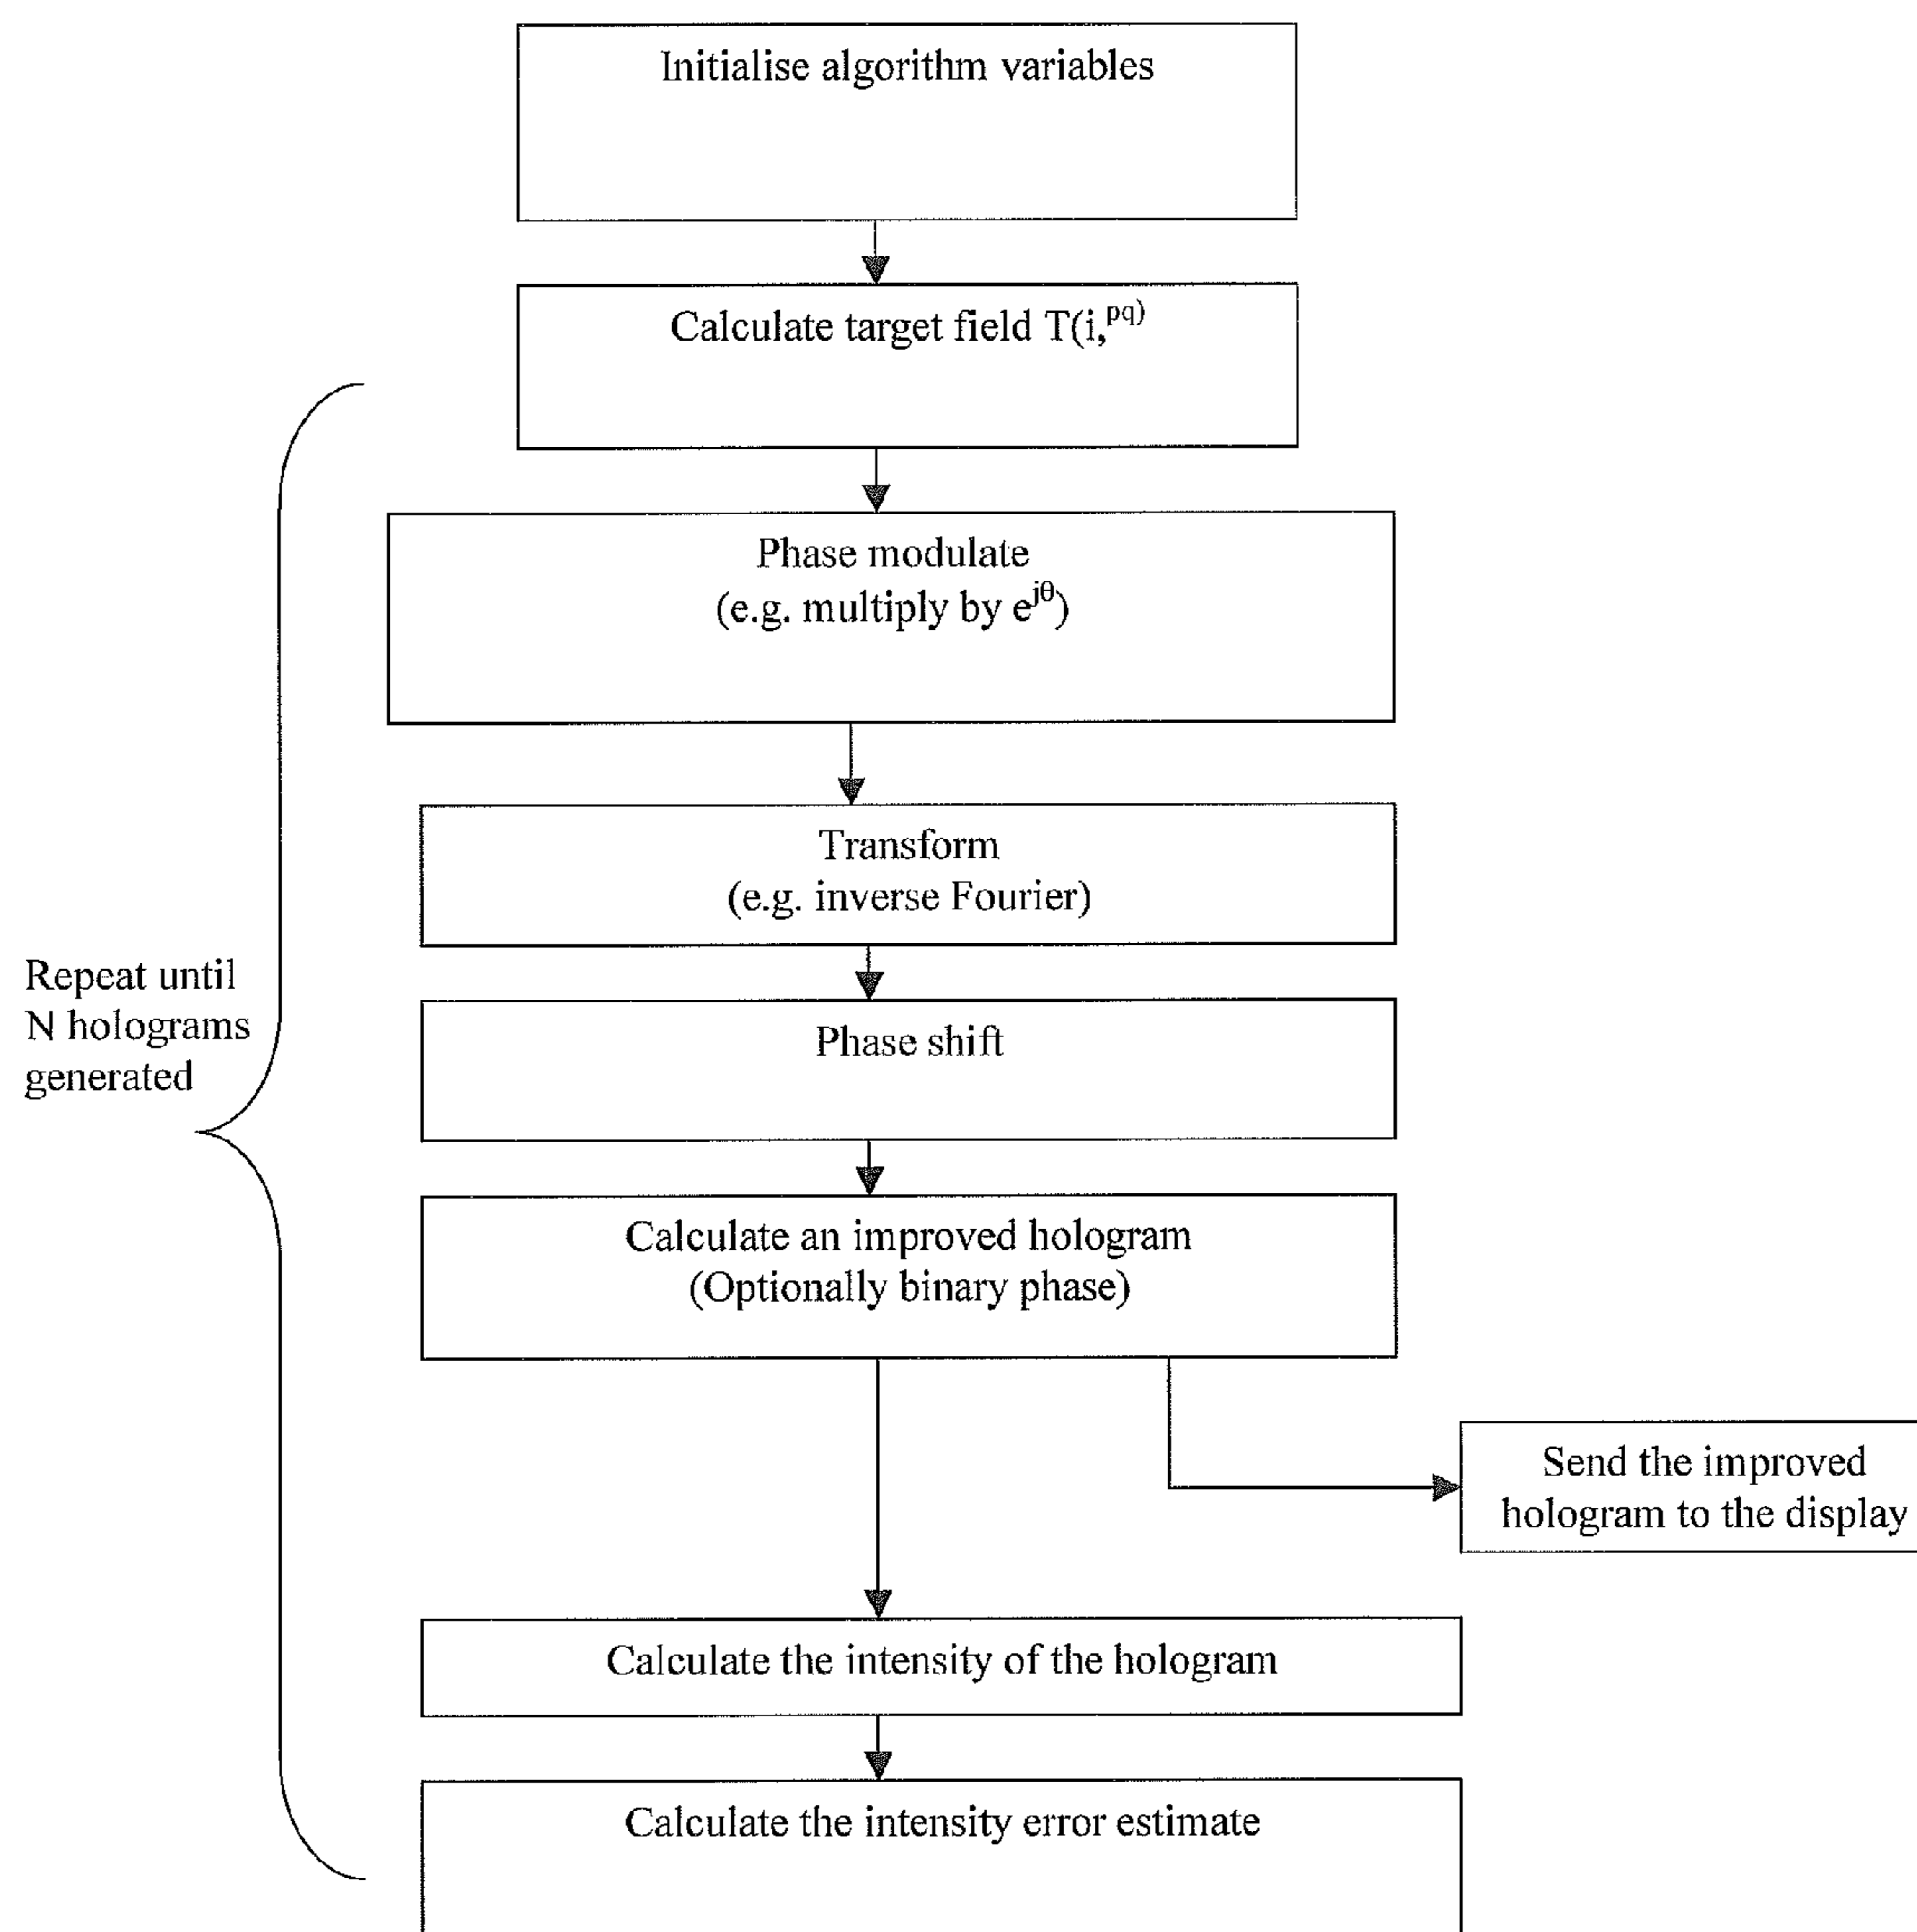 Initialise algorithm variables
Calculate target field T(i,^pq)
Phase modulate
(e.g. multiply by e^jθ)
Transform
(e.g. inverse Fourier)
Repeat until
N holograms
generated
Phase shift
Calculate an improved hologram
(Optionally binary phase)
Send the improved
hologram to the display
Calculate the intensity of the hologram
Calculate the intensity error estimate